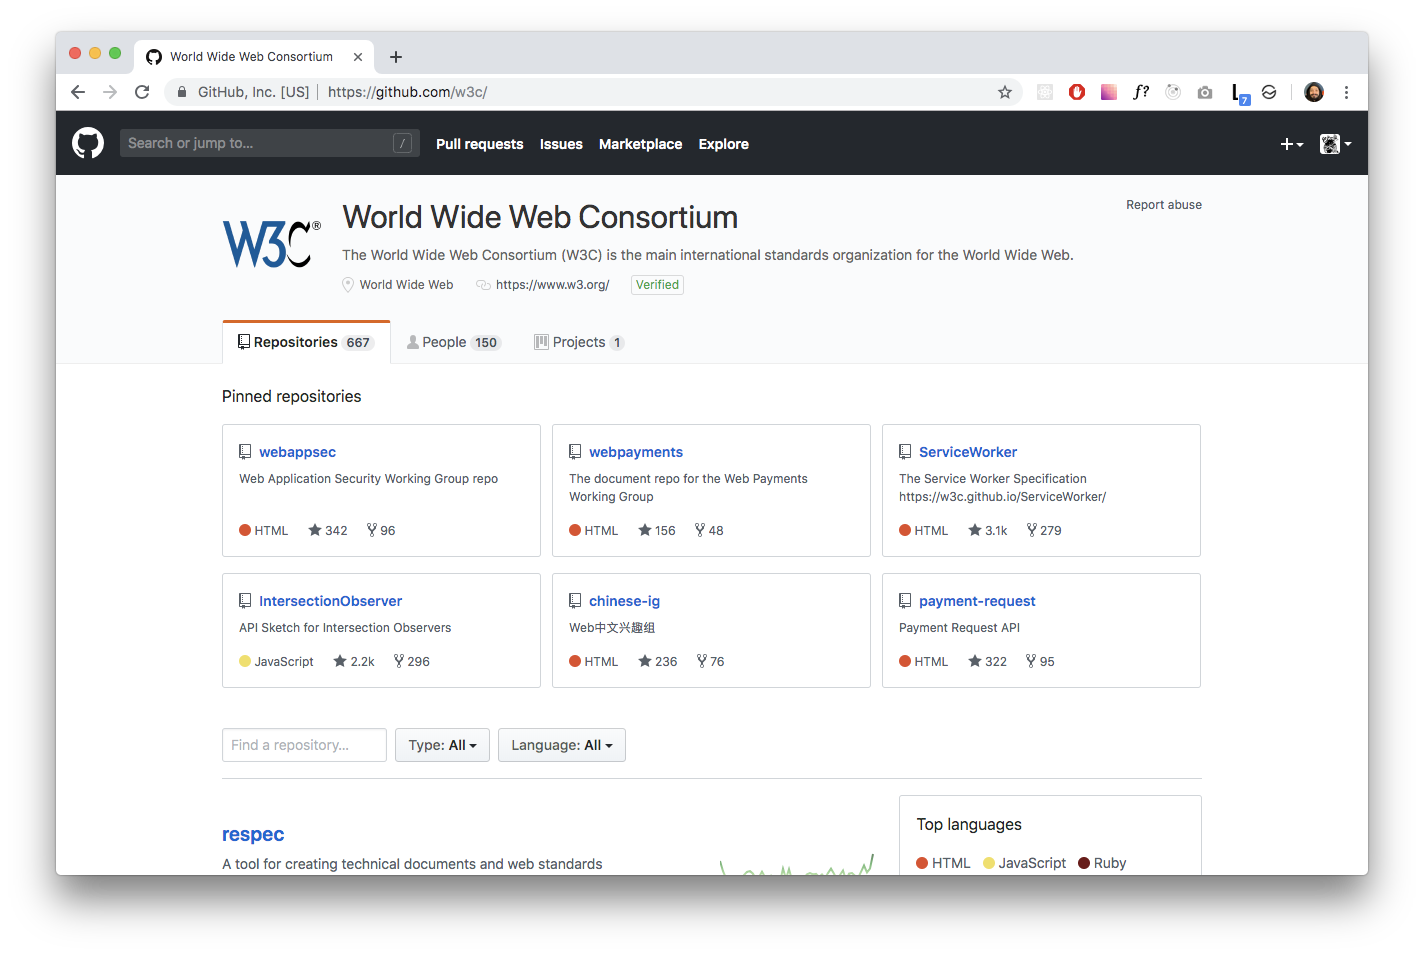 World Wide Web Consortium
GitHub, Inc. [US] | https://github.com/w3c/
f?
7
Search or jump to... /
Pull requests Issues Marketplace Explore
W3C®
World Wide Web Consortium
Report abuse
The World Wide Web Consortium (W3C) is the main international standards organization for the World Wide Web.
World Wide Web https://www.w3.org/ Verified
Repositories 667 People 150 Projects 1
Pinned repositories
webappsec
Web Application Security Working Group repo
HTML 342 96
webpayments
The document repo for the Web Payments
Working Group
HTML 156 48
ServiceWorker
The Service Worker Specification
https://w3c.github.io/ServiceWorker/
HTML 3.1k 279
IntersectionObserver
API Sketch for Intersection Observers
JavaScript 2.2k 296
chinese-ig
Web中文兴趣组
HTML 236 76
payment-request
Payment Request API
HTML 322 95
Find a repository...
Type: All
Language: All
respec
A tool for creating technical documents and web standards
Top languages
HTML JavaScript Ruby